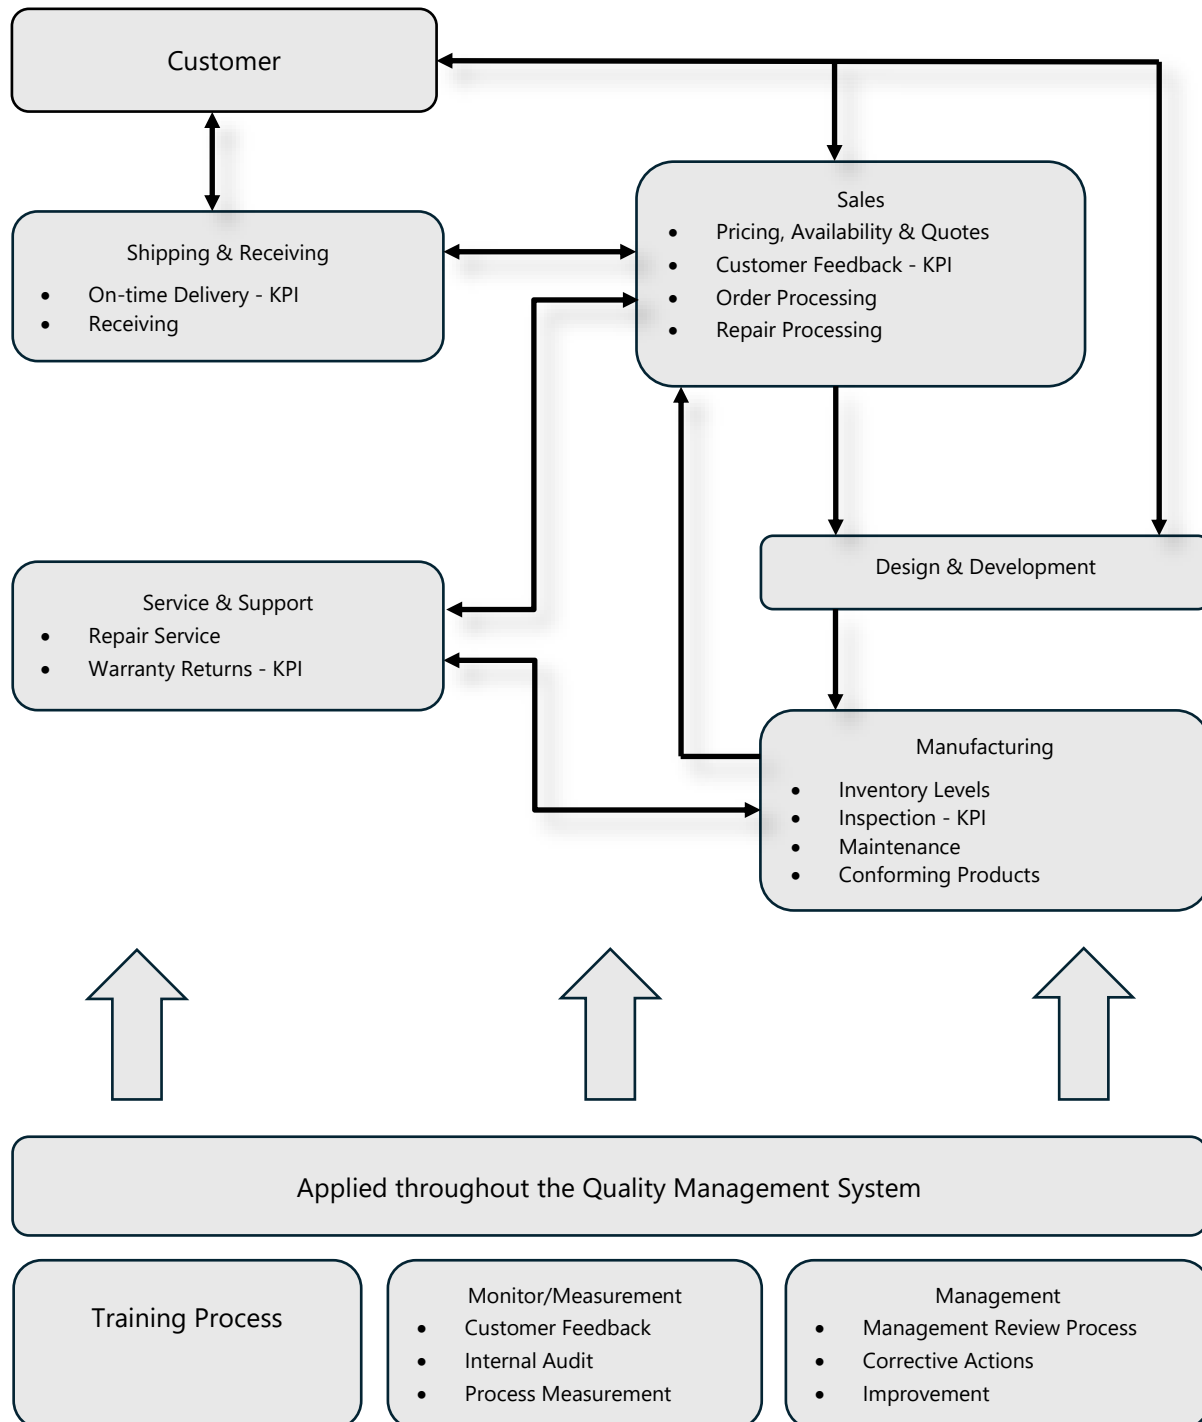 Customer
Shipping & Receiving
• On-time Delivery - KPI
• Receiving
Sales
• Pricing, Availability & Quotes
• Customer Feedback - KPI
• Order Processing
• Repair Processing
Design & Development
Service & Support
• Repair Service
• Warranty Returns - KPI
Manufacturing
• Inventory Levels
• Inspection - KPI
• Maintenance
• Conforming Products
Applied throughout the Quality Management System
Training Process
Monitor/Measurement
• Customer Feedback
• Internal Audit
• Process Measurement
Management
• Management Review Process
• Corrective Actions
• Improvement